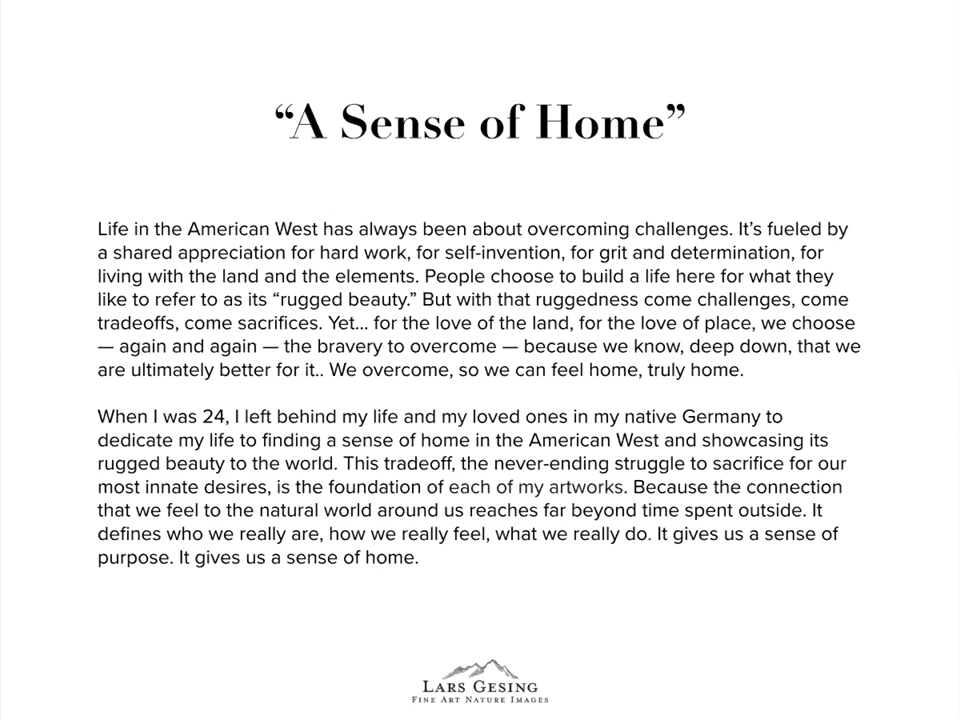 “A Sense of Home”
Life in the American West has always been about overcoming challenges. It’s fueled by
a shared appreciation for hard work, for self-invention, for grit and determination, for
living with the land and the elements. People choose to build a life here for what they
like to refer to as its “rugged beauty.” But with that ruggedness come challenges, come
tradeoffs, come sacrifices. Yet... for the love of the land, for the love of place, we choose
— again and again — the bravery to overcome — because we know, deep down, that we
are ultimately better for it.. We overcome, so we can feel home, truly home.
When I was 24, I left behind my life and my loved ones in my native Germany to
dedicate my life to finding a sense of home in the American West and showcasing its
rugged beauty to the world. This tradeoff, the never-ending struggle to sacrifice for our
most innate desires, is the foundation of each of my artworks. Because the connection
that we feel to the natural world around us reaches far beyond time spent outside. It
defines who we really are, how we really feel, what we really do. It gives us a sense of
purpose. It gives us a sense of home.
Lars Gesing
Fine Art Nature Images